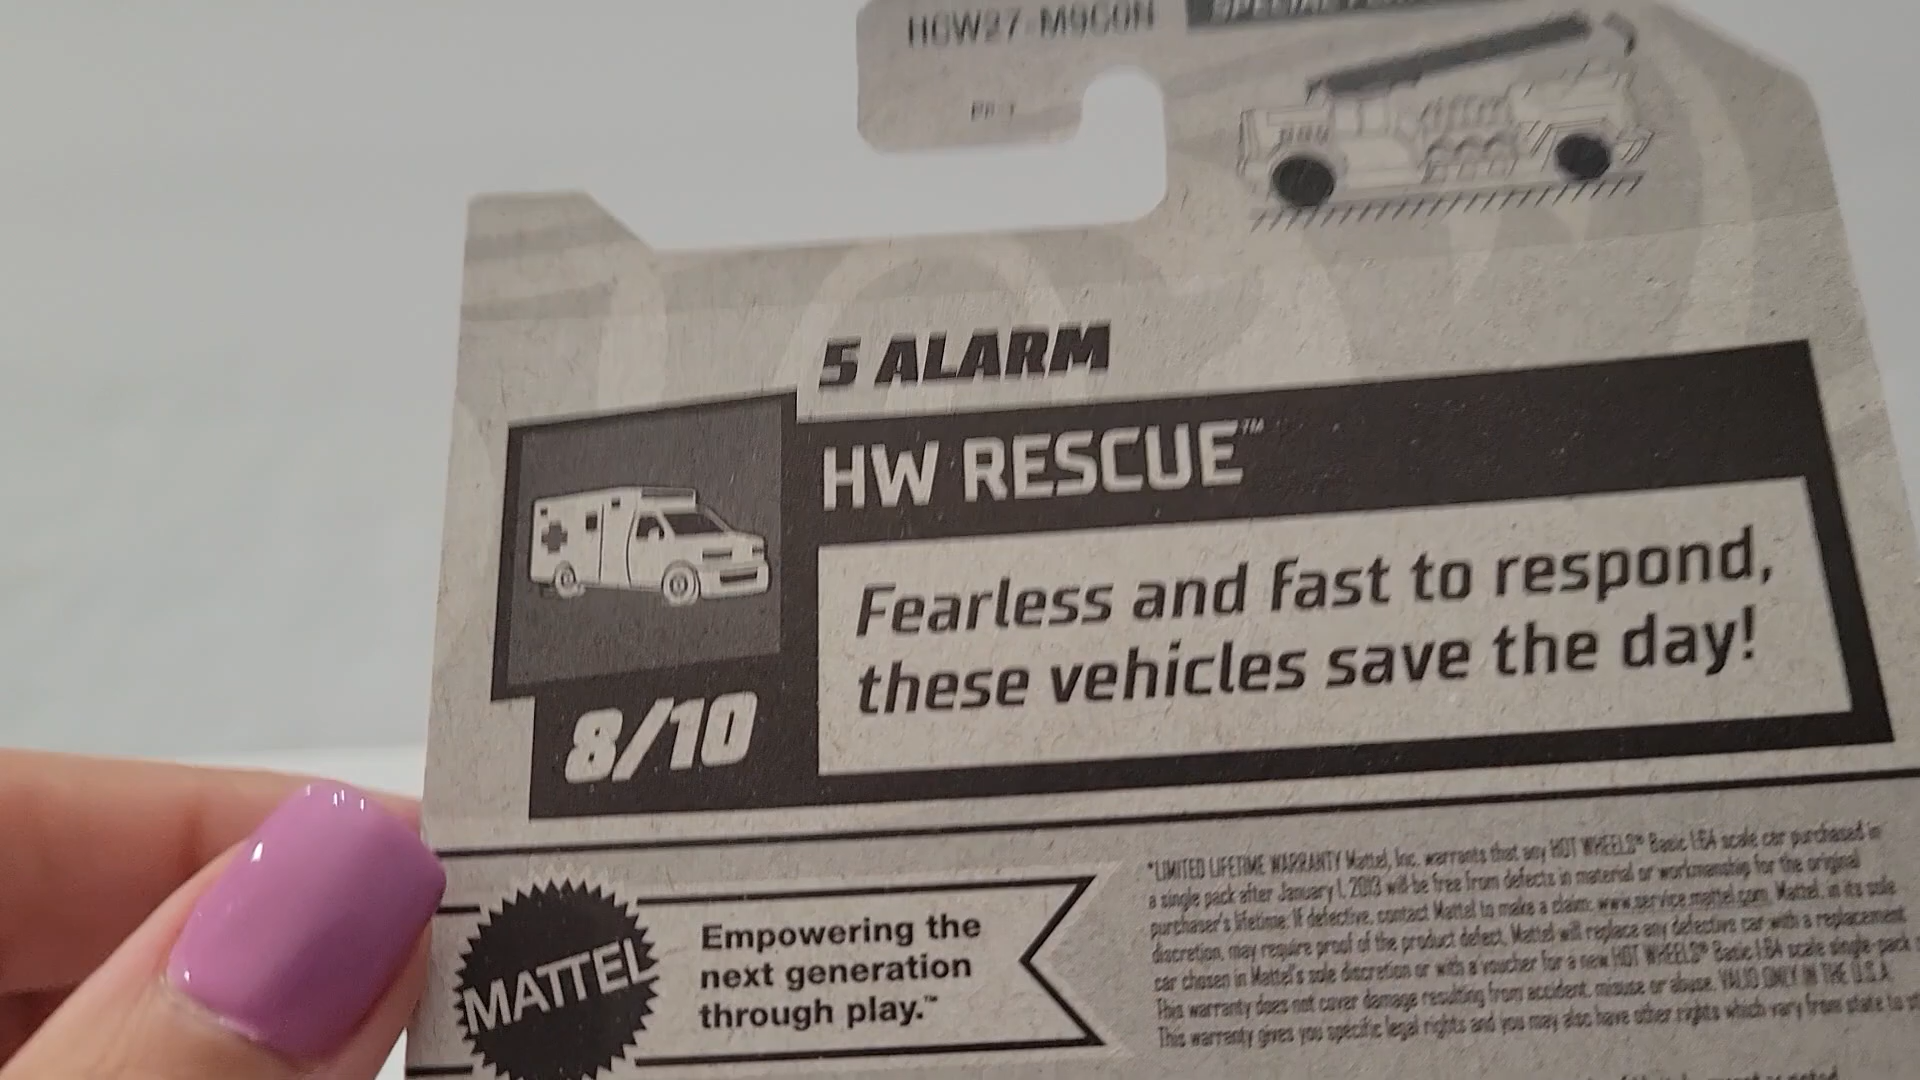 HGW27-M9G0N
SPECIAL
5 ALARM
HW RESCUE™
Fearless and fast to respond,
these vehicles save the day!
8/10
MATTEL
Empowering the
next generation
through play.™
*LIMITED LIFETIME WARRANTY Mattel, Inc. warrants that any HOT WHEELS® Basic 1:64 scale car purchased in
a single pack after January 1, 2013 will be free from defects in material or workmanship for the original
purchaser's lifetime. If defective, contact Mattel to make a claim: www.service.mattel.com. Mattel, in its sole
discretion, may require proof of the product defect. Mattel will replace any defective car with a replacement
car chosen in Mattel's sole discretion or with a voucher for a new HOT WHEELS® Basic 1:64 scale single-pack
This warranty does not cover damage resulting from accident, misuse or abuse. VALID ONLY IN THE U.S.A.
This warranty gives you specific legal rights and you may also have other rights which vary from state to